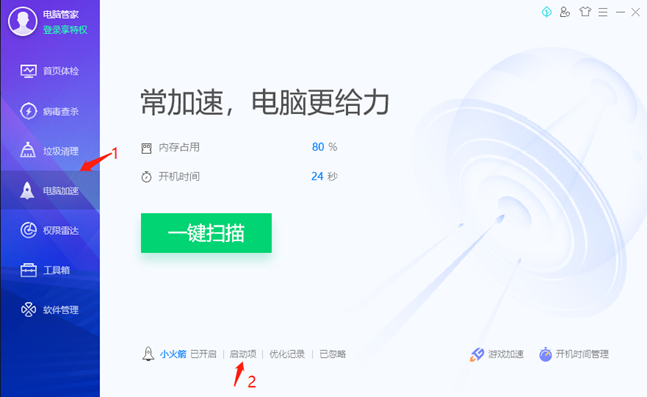 电脑管家
登录享特权
首页体检
病毒查杀
垃圾清理
1
电脑加速
权限雷达
工具箱
软件管理
常加速，电脑更给力
内存占用 80 %
开机时间 24 秒
一键扫描
小火箭 已开启 | 启动项 | 优化记录 | 已忽略
游戏加速 开机时间管理
2